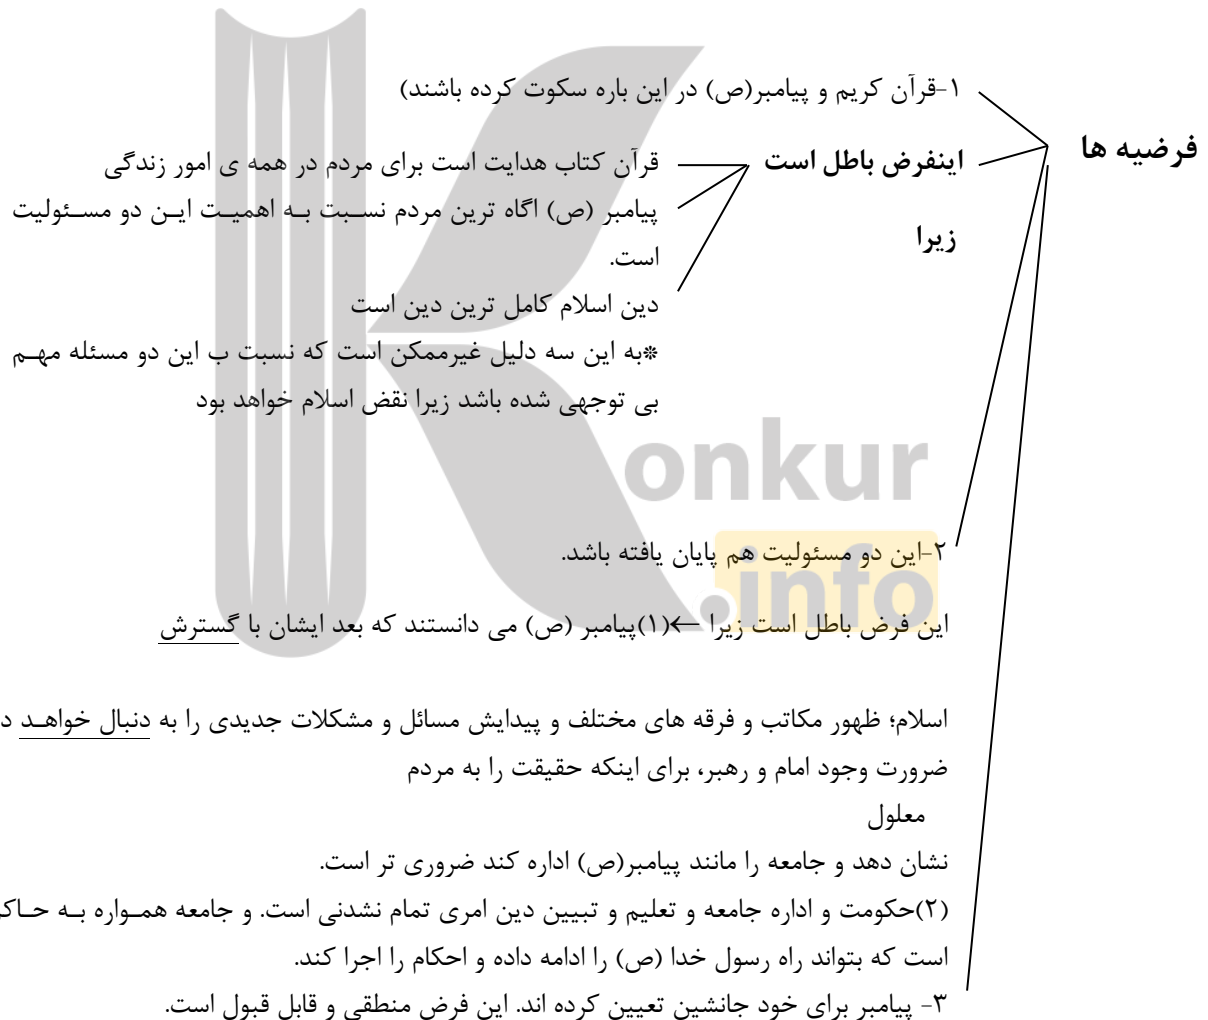 ۱-قرآن کریم و پیامبر(ص) در این باره سکوت کرده باشند)
فرضیه ها
اینفرض باطل است
زیرا
قرآن کتاب هدایت است برای مردم در همه ی امور زندگی
پیامبر (ص) اگاه ترین مردم نسبت به اهمیت این دو مسئولیت
است.
دین اسلام کامل ترین دین است
*به این سه دلیل غیرممکن است که نسبت ب این دو مسئله مهم
بی توجهی شده باشد زیرا نقض اسلام خواهد بود
Konkur
.info
۲-این دو مسئولیت هم پایان یافته باشد.
این فرض باطل است زیرا ←(۱)پیامبر (ص) می دانستند که بعد ایشان با گسترش
اسلام؛ ظهور مکاتب و فرقه های مختلف و پیدایش مسائل و مشکلات جدیدی را به دنبال خواهد
ضرورت وجود امام و رهبر، برای اینکه حقیقت را به مردم
معلول
نشان دهد و جامعه را مانند پیامبر(ص) اداره کند ضروری تر است.
(۲)حکومت و اداره جامعه و تعلیم و تبیین دین امری تمام نشدنی است. و جامعه همواره به
است که بتواند راه رسول خدا (ص) را ادامه داده و احکام را اجرا کند.
۳- پیامبر برای خود جانشین تعیین کرده اند. این فرض منطقی و قابل قبول است.